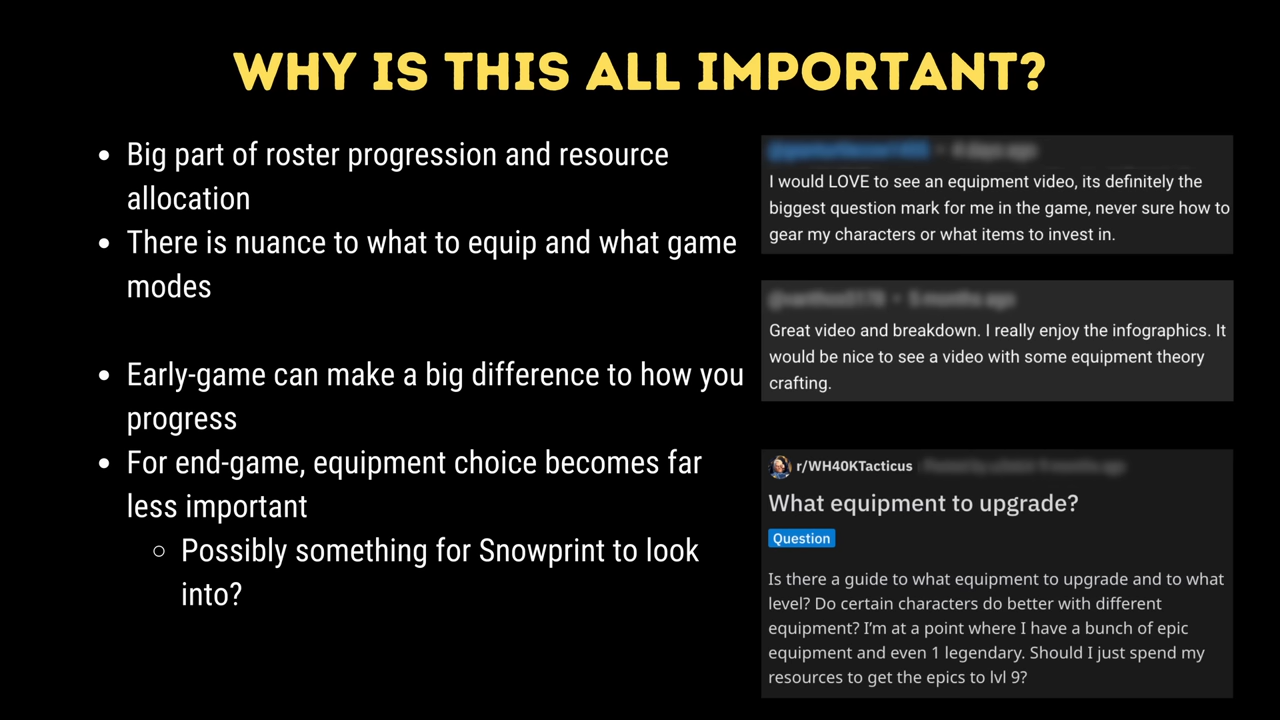 WHY IS THIS ALL IMPORTANT?
• Big part of roster progression and resource
allocation
• There is nuance to what to equip and what game
modes
• Early-game can make a big difference to how you
progress
• For end-game, equipment choice becomes far
less important
○ Possibly something for Snowprint to look
into?
I would LOVE to see an equipment video, its definitely the
biggest question mark for me in the game, never sure how to
gear my characters or what items to invest in.
Great video and breakdown. I really enjoy the infographics. It
would be nice to see a video with some equipment theory
crafting.
r/WH40KTacticus
What equipment to upgrade?
Question
Is there a guide to what equipment to upgrade and to what
level? Do certain characters do better with different
equipment? I'm at a point where I have a bunch of epic
equipment and even 1 legendary. Should I just spend my
resources to get the epics to lvl 9?